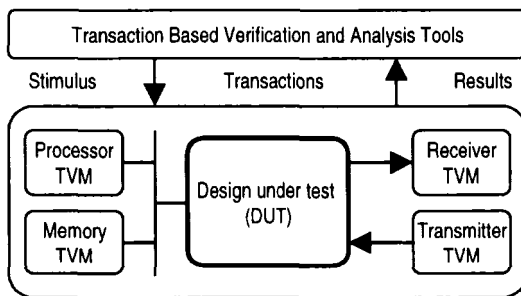 Transaction Based Verification and Analysis Tools
Stimulus Transactions Results
Processor
TVM
Memory
TVM
Design under test
(DUT)
Receiver
TVM
Transmitter
TVM